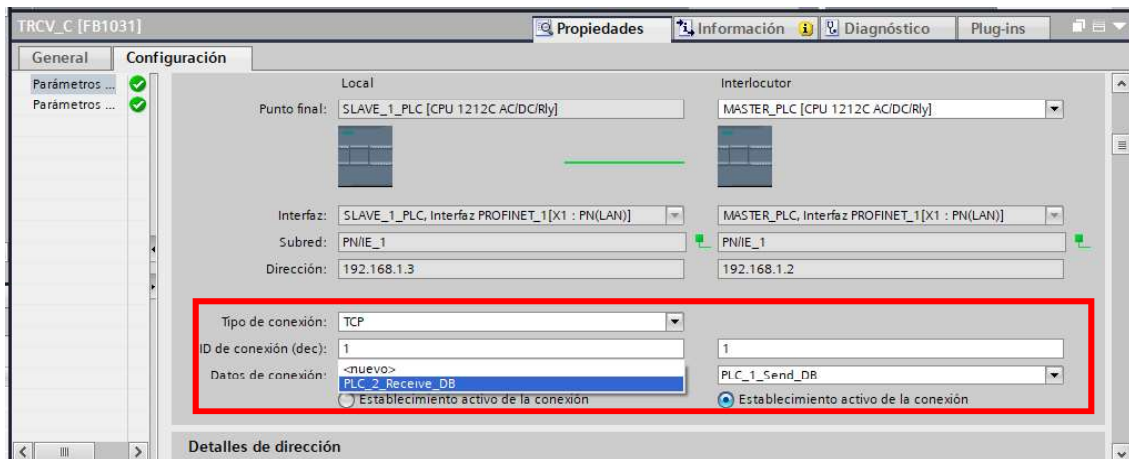 TRCV_C [FB1031]
Propiedades
Información
Diagnóstico
Plug-ins
General
Configuración
Parámetros ...
Parámetros ...
Local
Interlocutor
Punto final:
SLAVE_1_PLC [CPU 1212C AC/DC/Rly]
MASTER_PLC [CPU 1212C AC/DC/Rly]
Interfaz:
SLAVE_1_PLC, Interfaz PROFINET_1[X1 : PN(LAN)]
MASTER_PLC, Interfaz PROFINET_1[X1 : PN(LAN)]
Subred:
PN/IE_1
PN/IE_1
Dirección:
192.168.1.3
192.168.1.2
Tipo de conexión:
TCP
ID de conexión (dec):
1
1
Datos de conexión:
<nuevo>
PLC_2_Receive_DB
PLC_1_Send_DB
Establecimiento activo de la conexión
Establecimiento activo de la conexión
Detalles de dirección